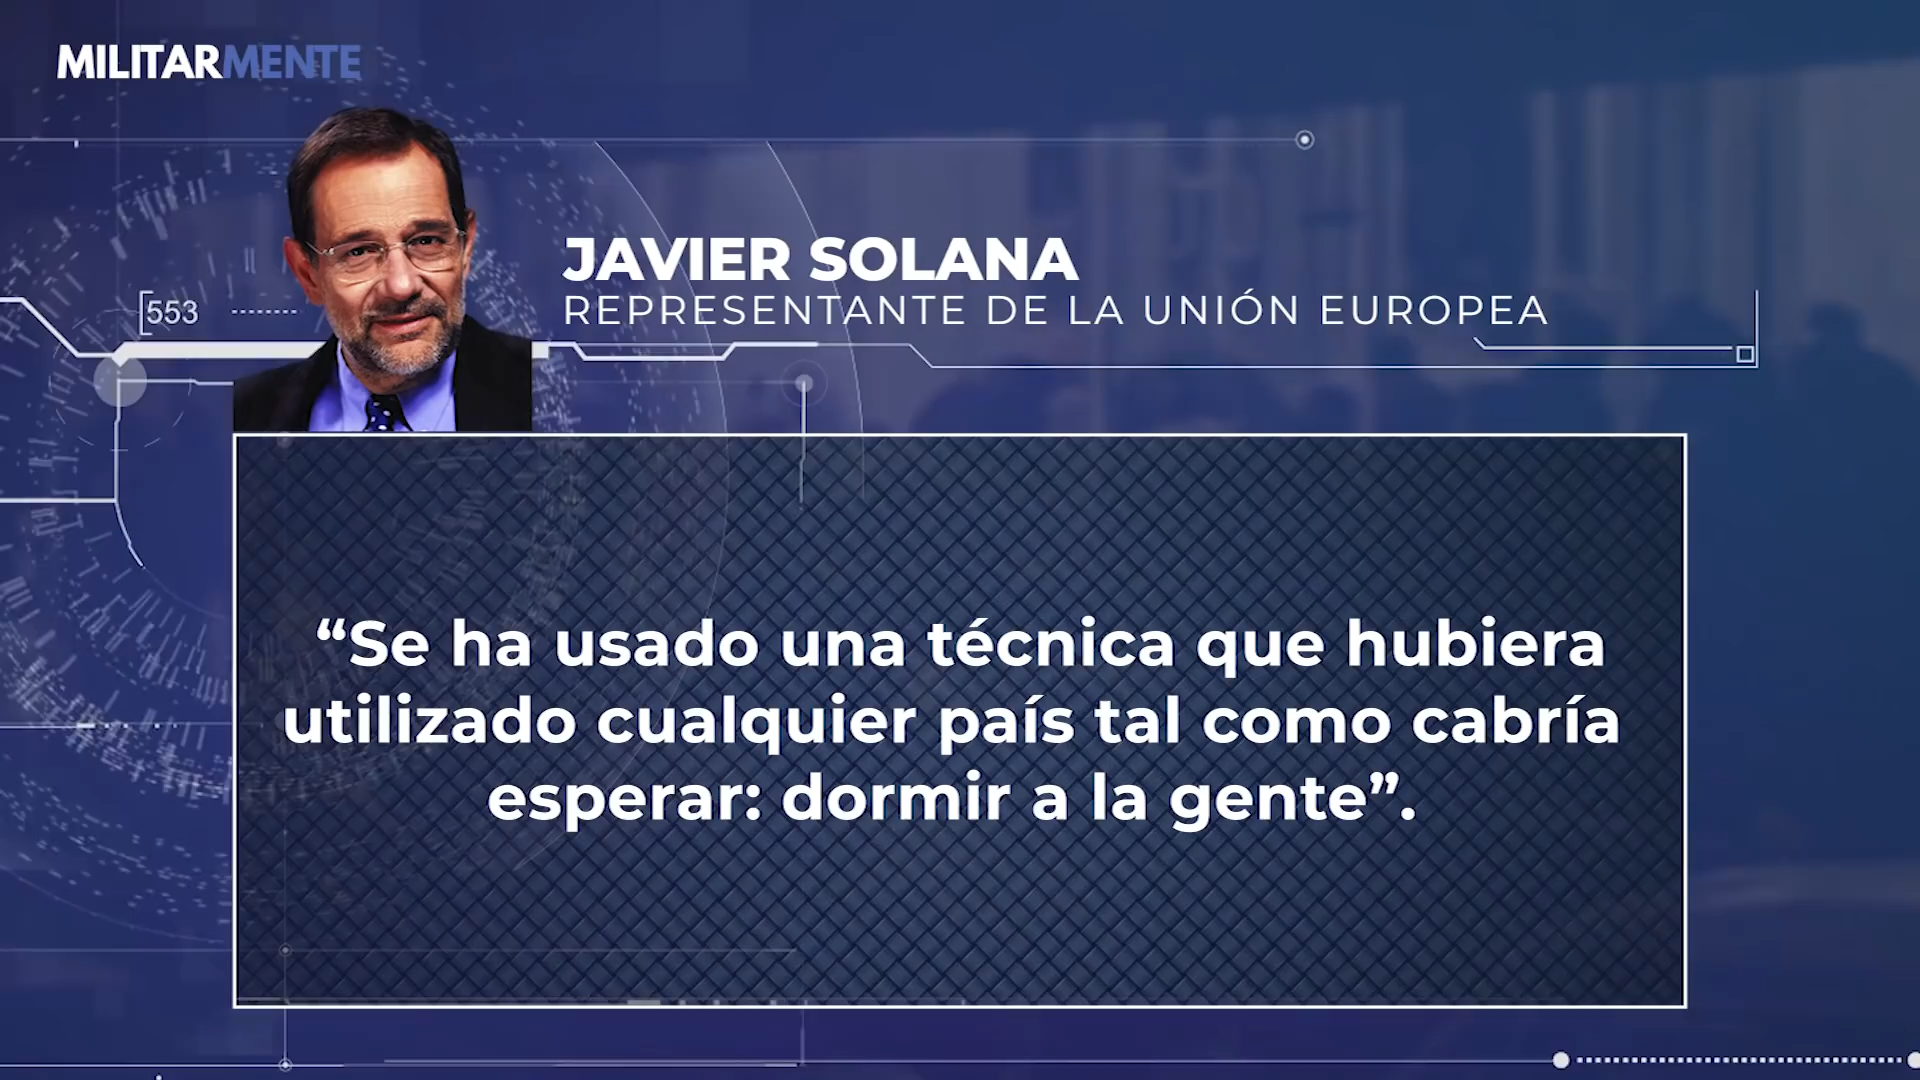 MILITARMENTE
JAVIER SOLANA
REPRESENTANTE DE LA UNIÓN EUROPEA
[553
“Se ha usado una técnica que hubiera
utilizado cualquier país tal como cabría
esperar: dormir a la gente”.